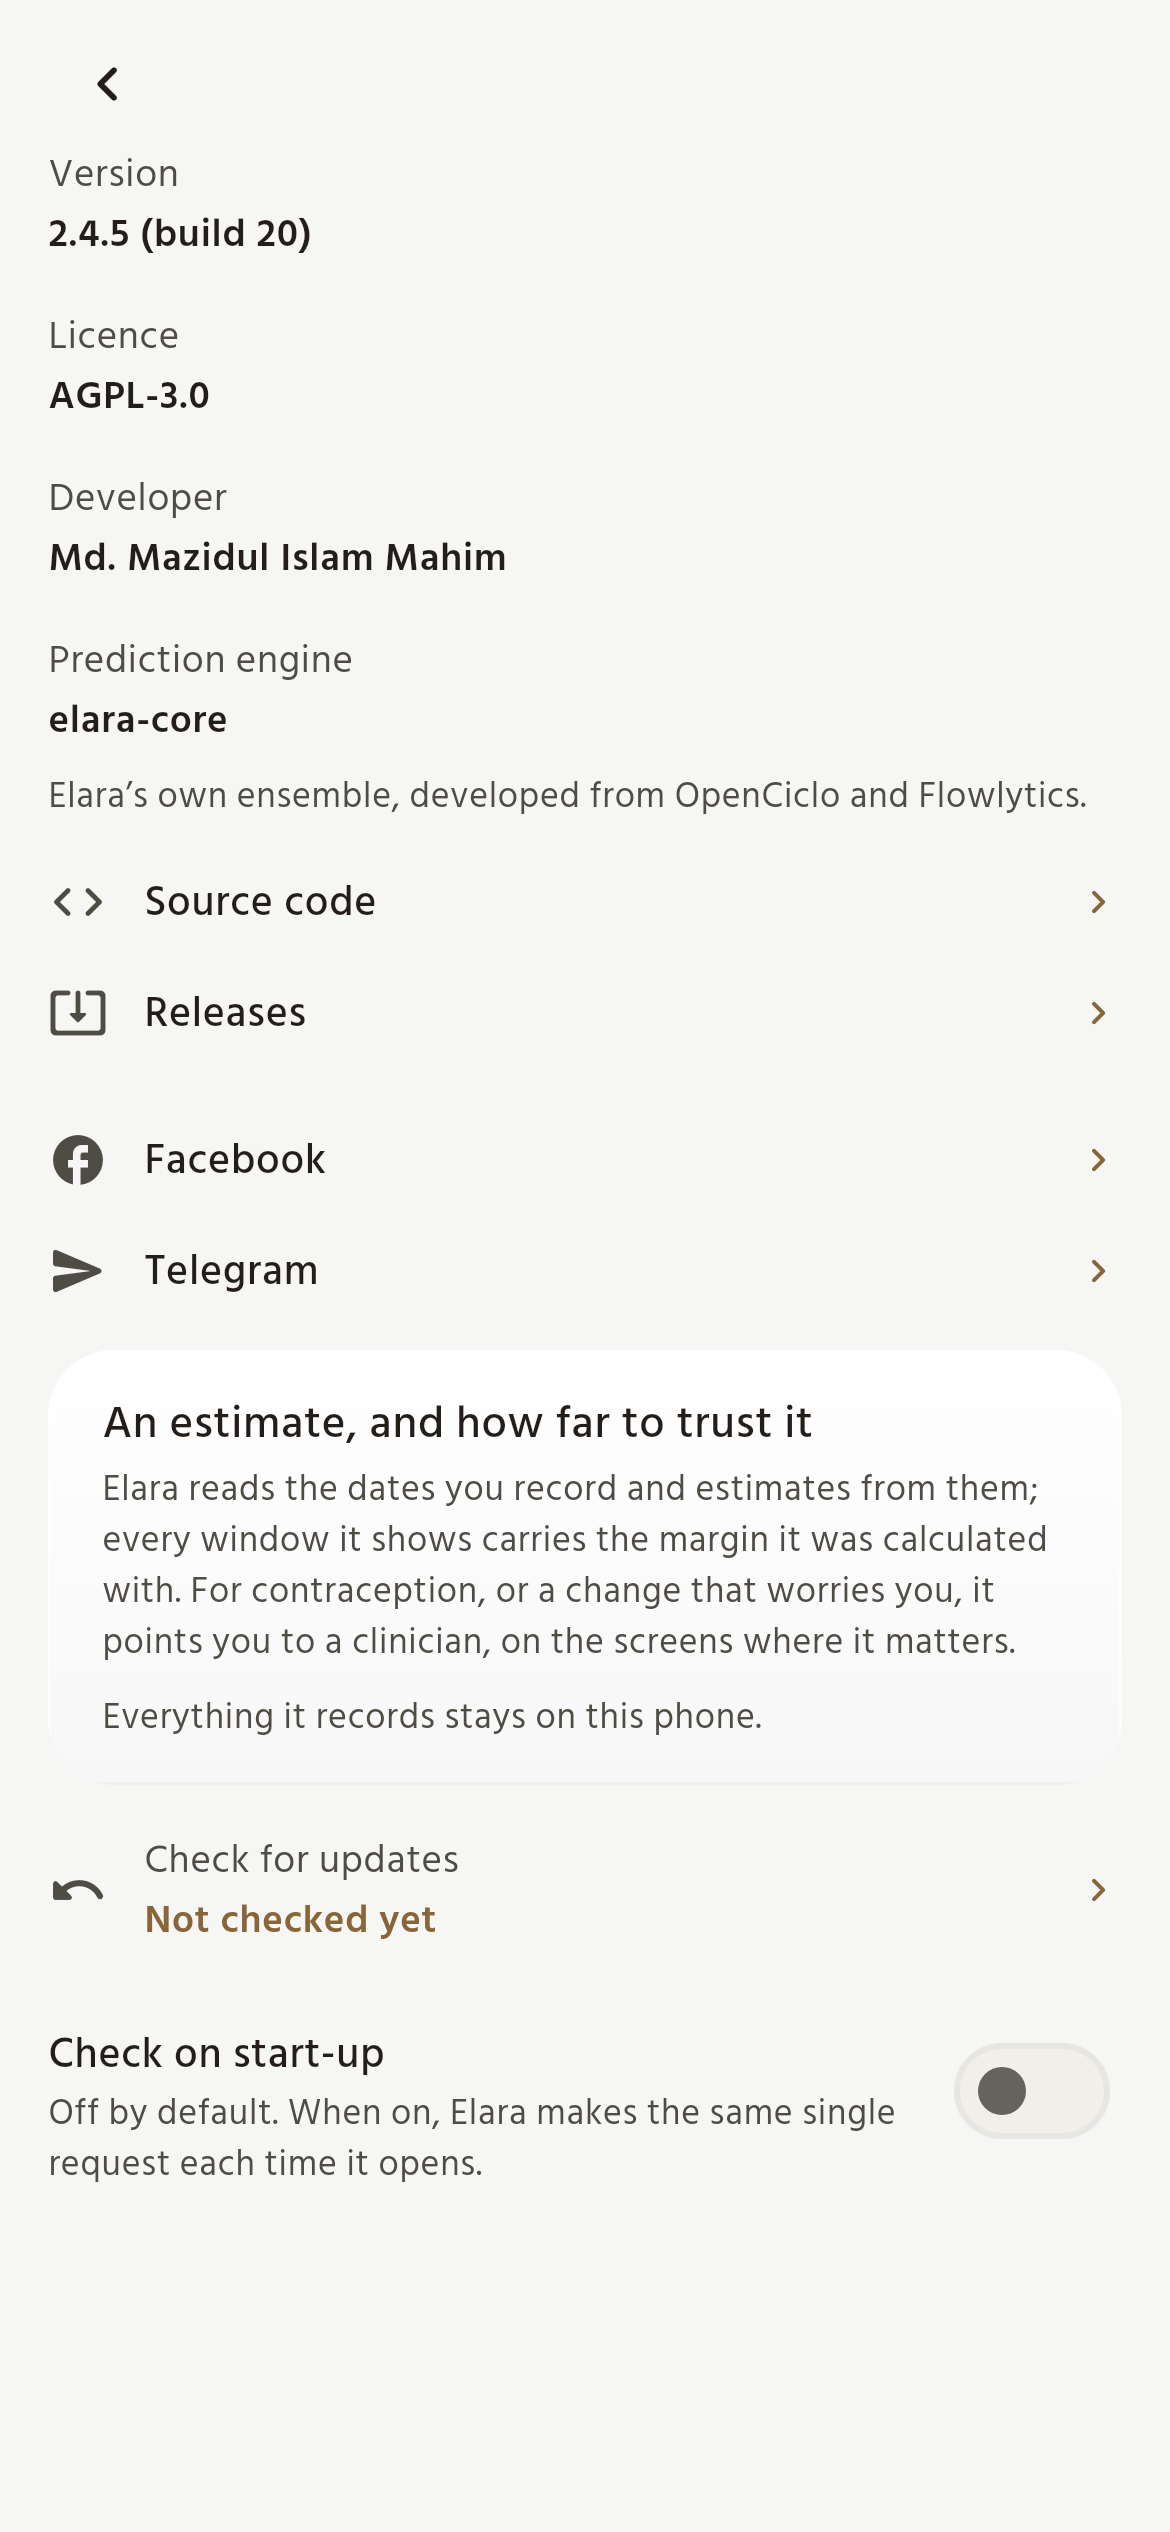 Version
2.4.5 (build 20)
Licence
AGPL-3.0
Developer
Md. Mazidul Islam Mahim
Prediction engine
elara-core
Elara’s own ensemble, developed from OpenCiclo and Flowlytics.
Source code
Releases
Facebook
Telegram
An estimate, and how far to trust it
Elara reads the dates you record and estimates from them;
every window it shows carries the margin it was calculated
with. For contraception, or a change that worries you, it
points you to a clinician, on the screens where it matters.
Everything it records stays on this phone.
Check for updates
Not checked yet
Check on start-up
Off by default. When on, Elara makes the same single
request each time it opens.